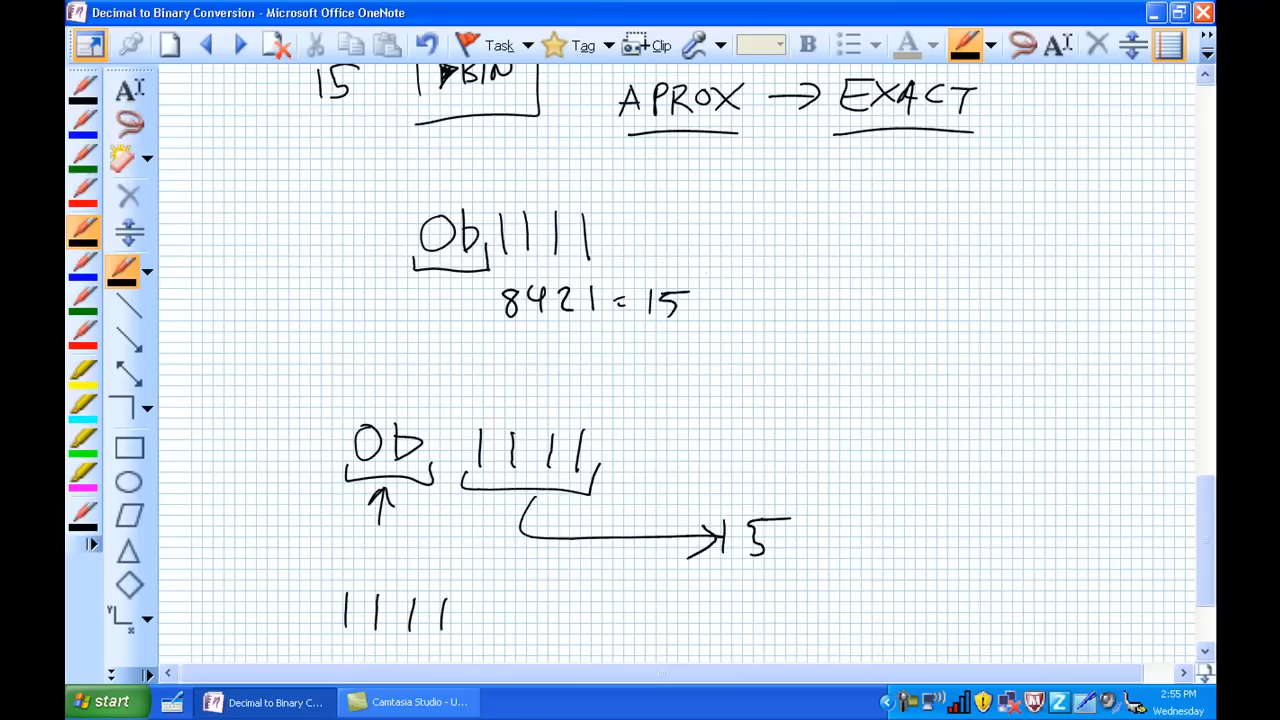 Decimal to Binary Conversion - Microsoft Office OneNote
Task Tag Clip B A A
A
15 BIN APROX → EXACT
0b1111
8421 = 15
0b 1111
15
1111
start Decimal to Binary C... Camtasia Studio - U... 2:55 PM
Wednesday